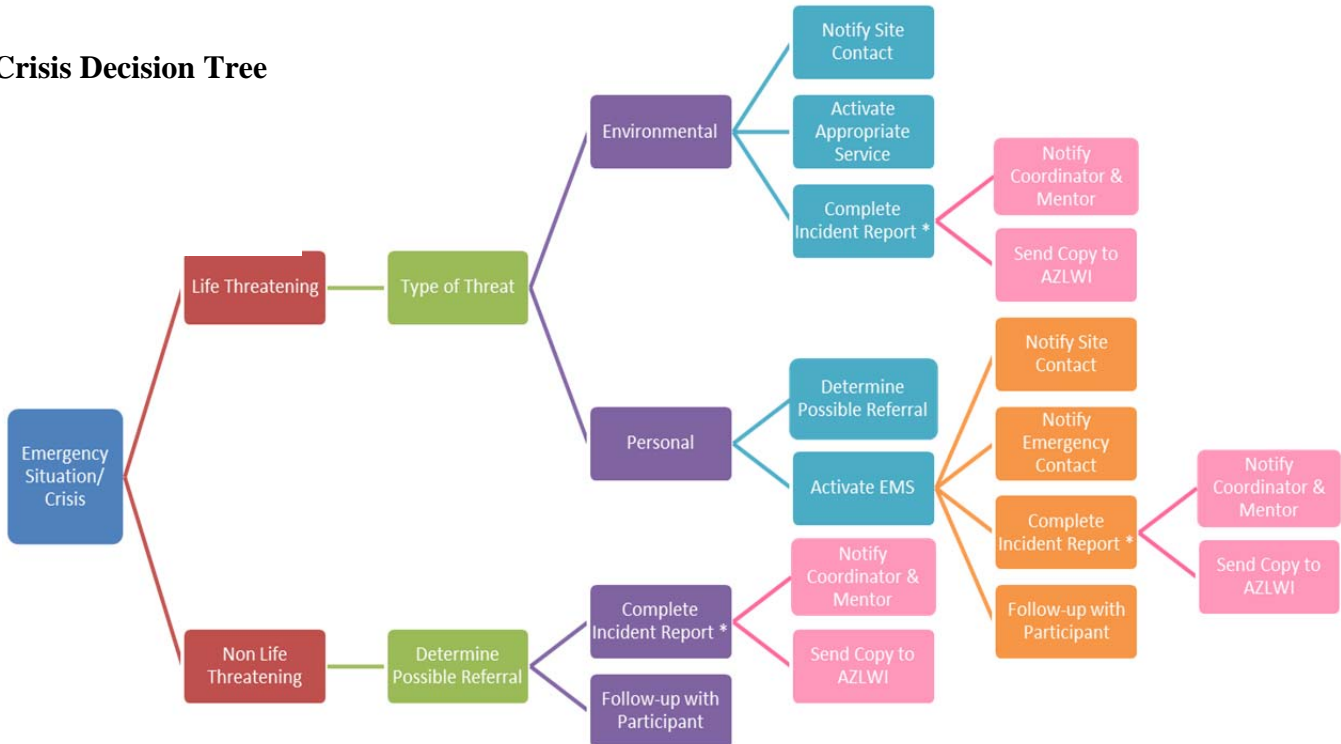 Crisis Decision Tree
Emergency
Situation/
Crisis
Life Threatening
Type of Threat
Environmental
Notify Site
Contact
Activate
Appropriate
Service
Complete
Incident Report *
Notify
Coordinator &
Mentor
Send Copy to
AZLWI
Personal
Determine
Possible Referral
Activate EMS
Notify Site
Contact
Notify
Emergency
Contact
Complete
Incident Report *
Notify
Coordinator &
Mentor
Send Copy to
AZLWI
Follow-up with
Participant
Non Life
Threatening
Determine
Possible Referral
Complete
Incident Report *
Notify
Coordinator &
Mentor
Send Copy to
AZLWI
Follow-up with
Participant